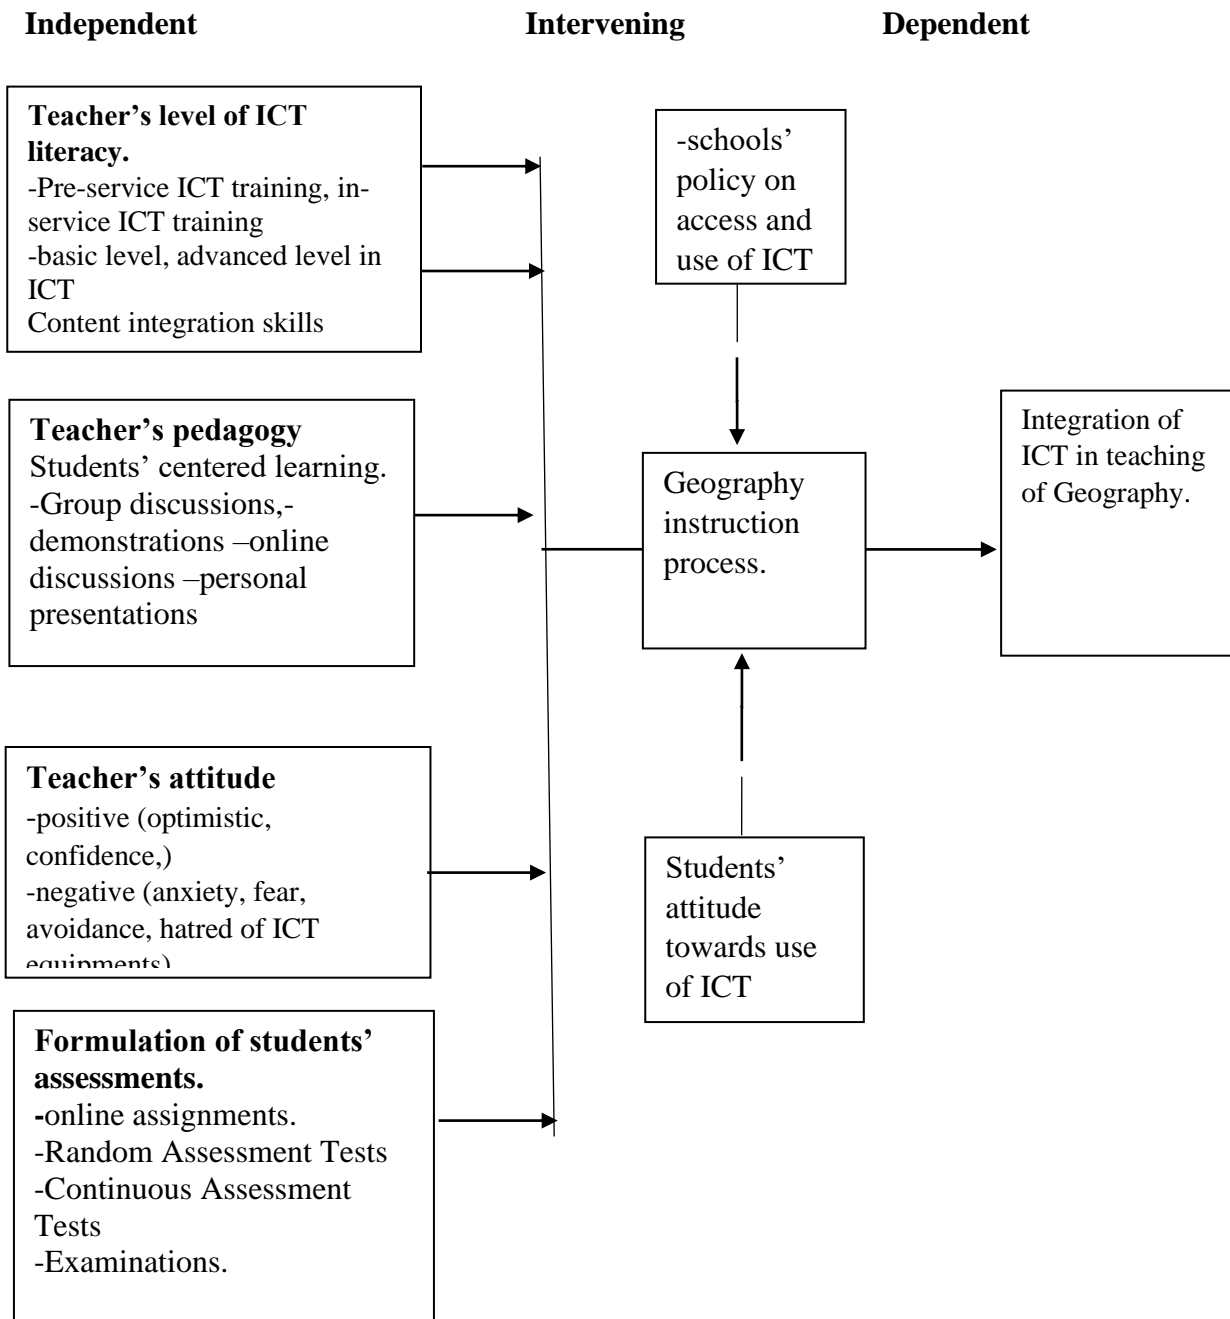 Independent
Intervening
Dependent
Teacher’s level of ICT
literacy.
-Pre-service ICT training, in-
service ICT training
-basic level, advanced level in
ICT
Content integration skills
Teacher’s pedagogy
Students’ centered learning.
-Group discussions,-
demonstrations –online
discussions –personal
presentations
Teacher’s attitude
-positive (optimistic,
confidence,)
-negative (anxiety, fear,
avoidance, hatred of ICT
equipments)
Formulation of students’
assessments.
-online assignments.
-Random Assessment Tests
-Continuous Assessment
Tests
-Examinations.
-schools’
policy on
access and
use of ICT
Geography
instruction
process.
Students’
attitude
towards use
of ICT
Integration of
ICT in teaching
of Geography.